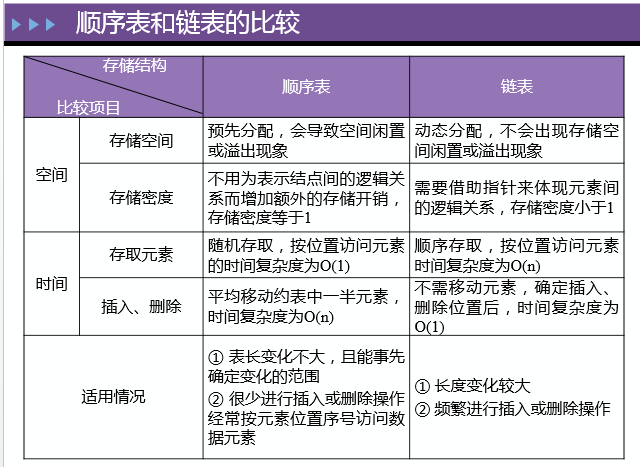 顺序表和链表的比较
存储结构
比较项目
顺序表
链表
空间
存储空间
预先分配，会导致空间闲置
或溢出现象
动态分配，不会出现存储空
间闲置或溢出现象
存储密度
不用为表示结点间的逻辑关
系而增加额外的存储开销，
存储密度等于1
需要借助指针来体现元素间
的逻辑关系，存储密度小于1
时间
存取元素
随机存取，按位置访问元素
的时间复杂度为O(1)
顺序存取，按位置访问元素
时间复杂度为O(n)
插入、删除
平均移动约表中一半元素，
时间复杂度为O(n)
不需移动元素，确定插入、
删除位置后，时间复杂度为
O(1)
适用情况
① 表长变化不大，且能事先
确定变化的范围
② 很少进行插入或删除操作
经常按元素位置序号访问数
据元素
① 长度变化较大
② 频繁进行插入或删除操作